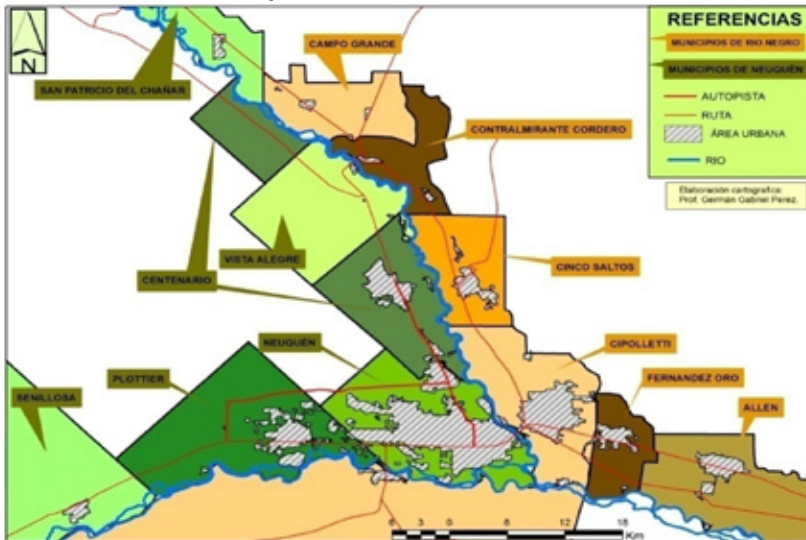 REFERENCIAS
MUNICIPIOS DE RIO NEGRO
MUNICIPIOS DE NEUQUÉN
AUTOPISTA
RUTA
ÁREA URBANA
RIO
Elaboración cartografica:
Prof. Germán Gabriel Perez.
N
CAMPO GRANDE
SAN PATRICIO DEL CHAÑAR
CONTRALMIRANTE CORDERO
VISTA ALEGRE
CINCO SALTOS
CENTENARIO
NEUQUÉN
CIPOLLETTI
PLOTTIER
FERNANDEZ ORO
SENILLOSA
ALLEN
6 3 0 6 12 18
Km